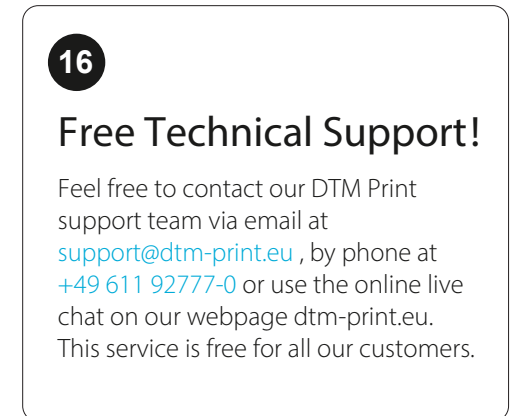 16
Free Technical Support!
Feel free to contact our DTM Print
support team via email at
support@dtm-print.eu , by phone at
+49 611 92777-0 or use the online live
chat on our webpage dtm-print.eu.
This service is free for all our customers.